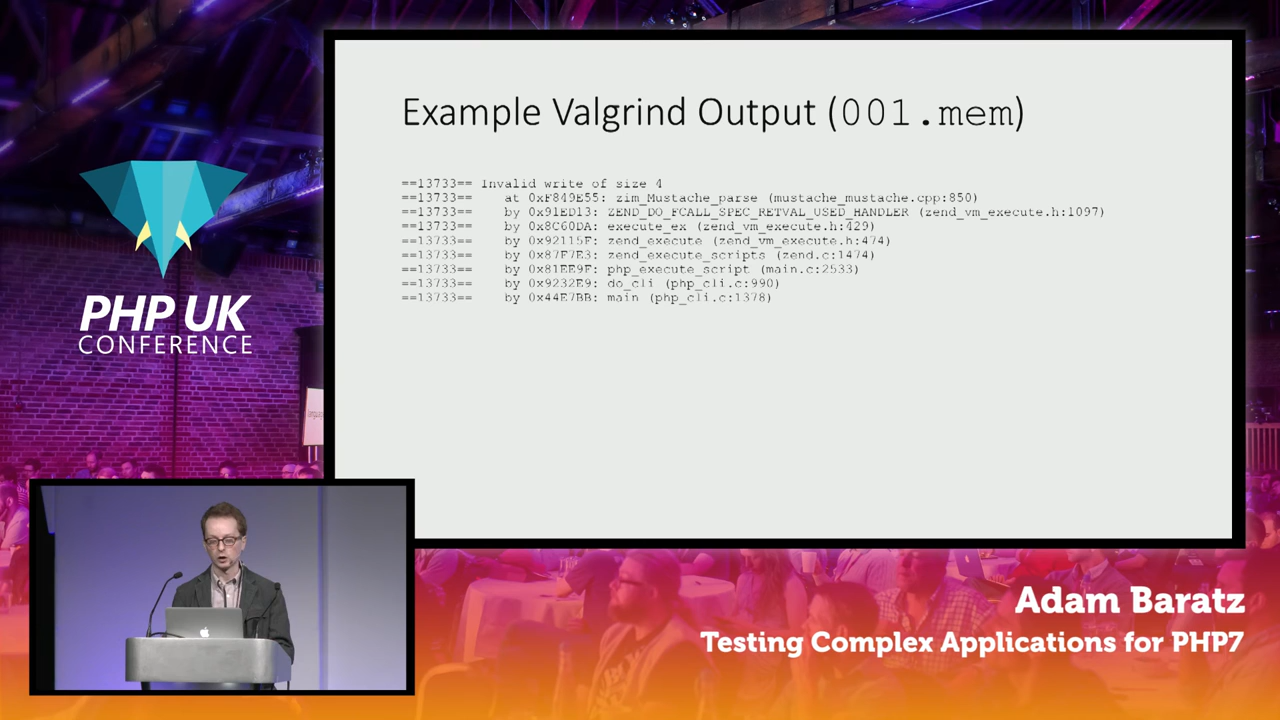 Example Valgrind Output (001.mem)
==13733== Invalid write of size 4
==13733==    at 0xF849E55: zim_Mustache_parse (mustache_mustache.cpp:850)
==13733==    by 0x91ED13: ZEND_DO_FCALL_SPEC_RETVAL_USED_HANDLER (zend_vm_execute.h:1097)
==13733==    by 0x8C60DA: execute_ex (zend_vm_execute.h:429)
==13733==    by 0x92115F: zend_execute (zend_vm_execute.h:474)
==13733==    by 0x87F7E3: zend_execute_scripts (zend.c:1474)
==13733==    by 0x81EE9F: php_execute_script (main.c:2533)
==13733==    by 0x9232E9: do_cli (php_cli.c:990)
==13733==    by 0x44E7BB: main (php_cli.c:1378)
PHP UK
CONFERENCE
Adam Baratz
Testing Complex Applications for PHP7